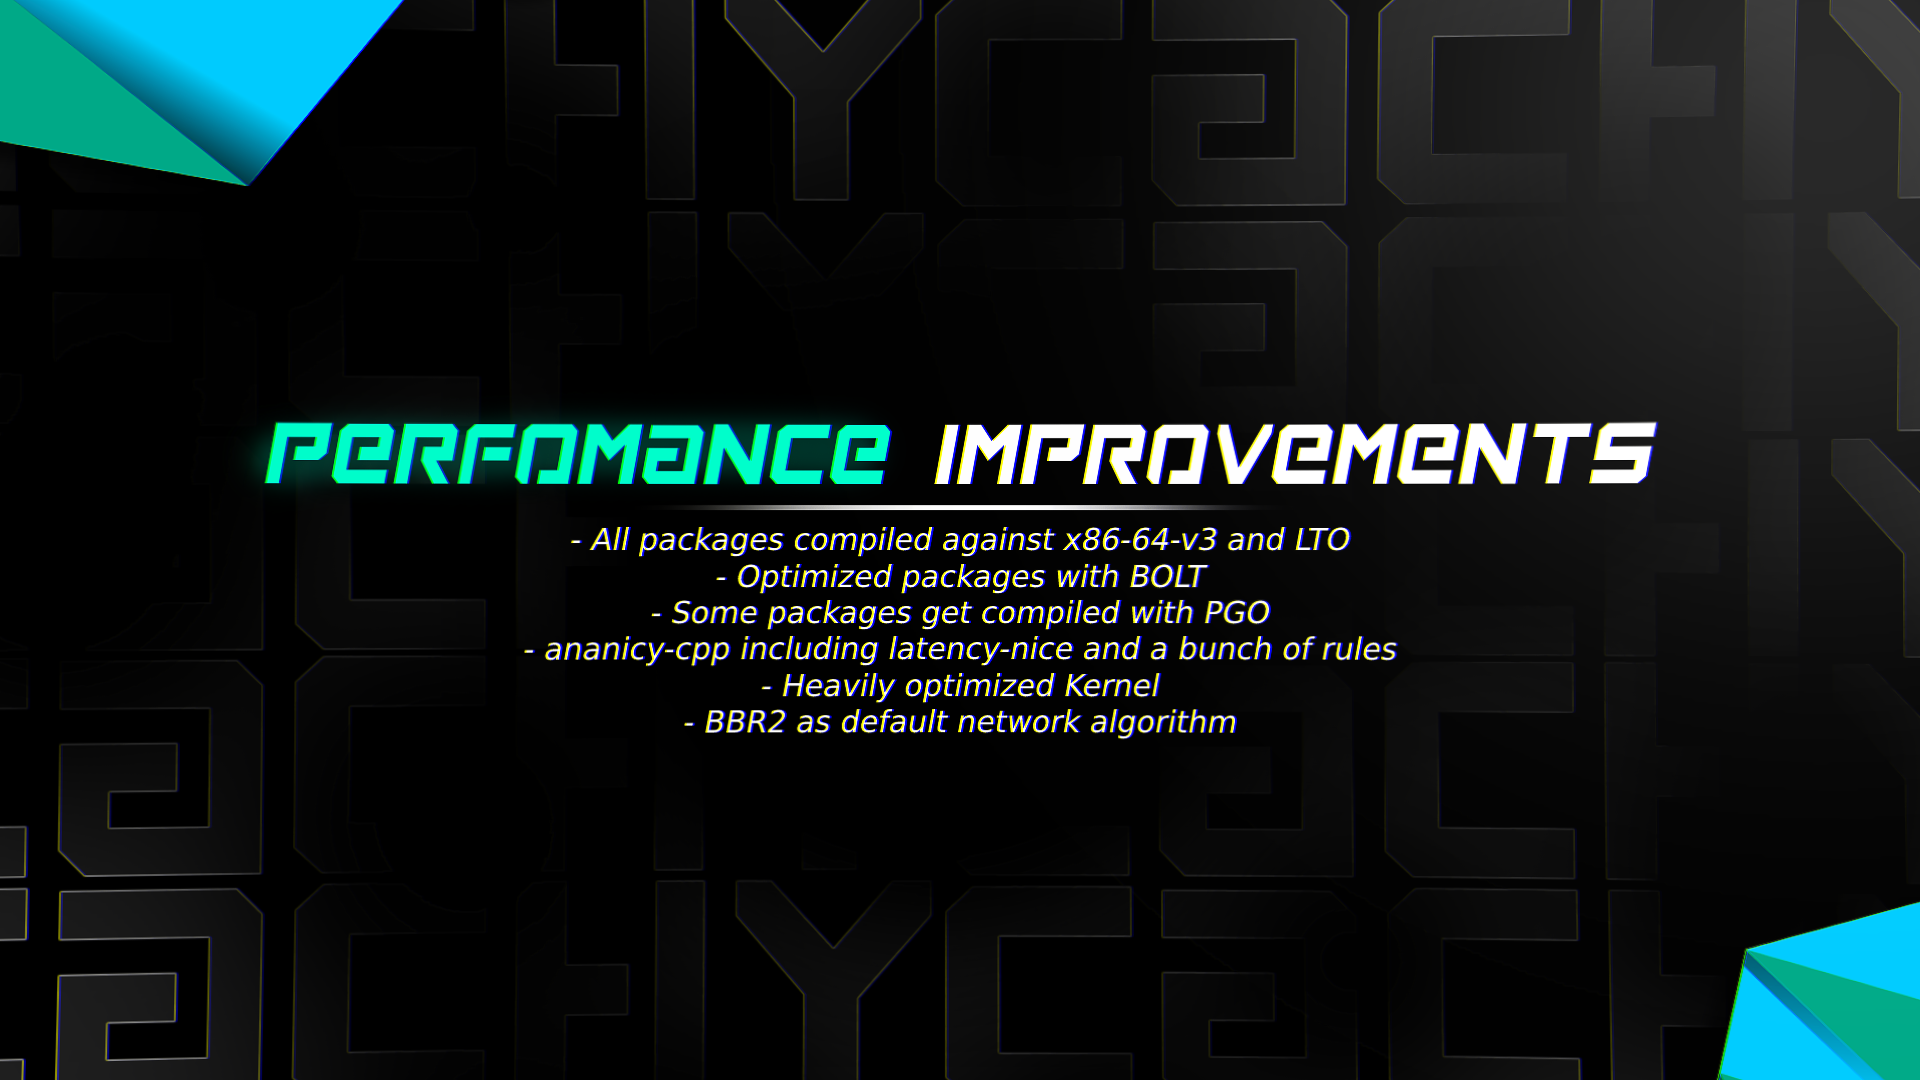 PERFOMANCE IMPROVEMENTS
- All packages compiled against x86-64-v3 and LTO
- Optimized packages with BOLT
- Some packages get compiled with PGO
- ananicy-cpp including latency-nice and a bunch of rules
- Heavily optimized Kernel
- BBR2 as default network algorithm